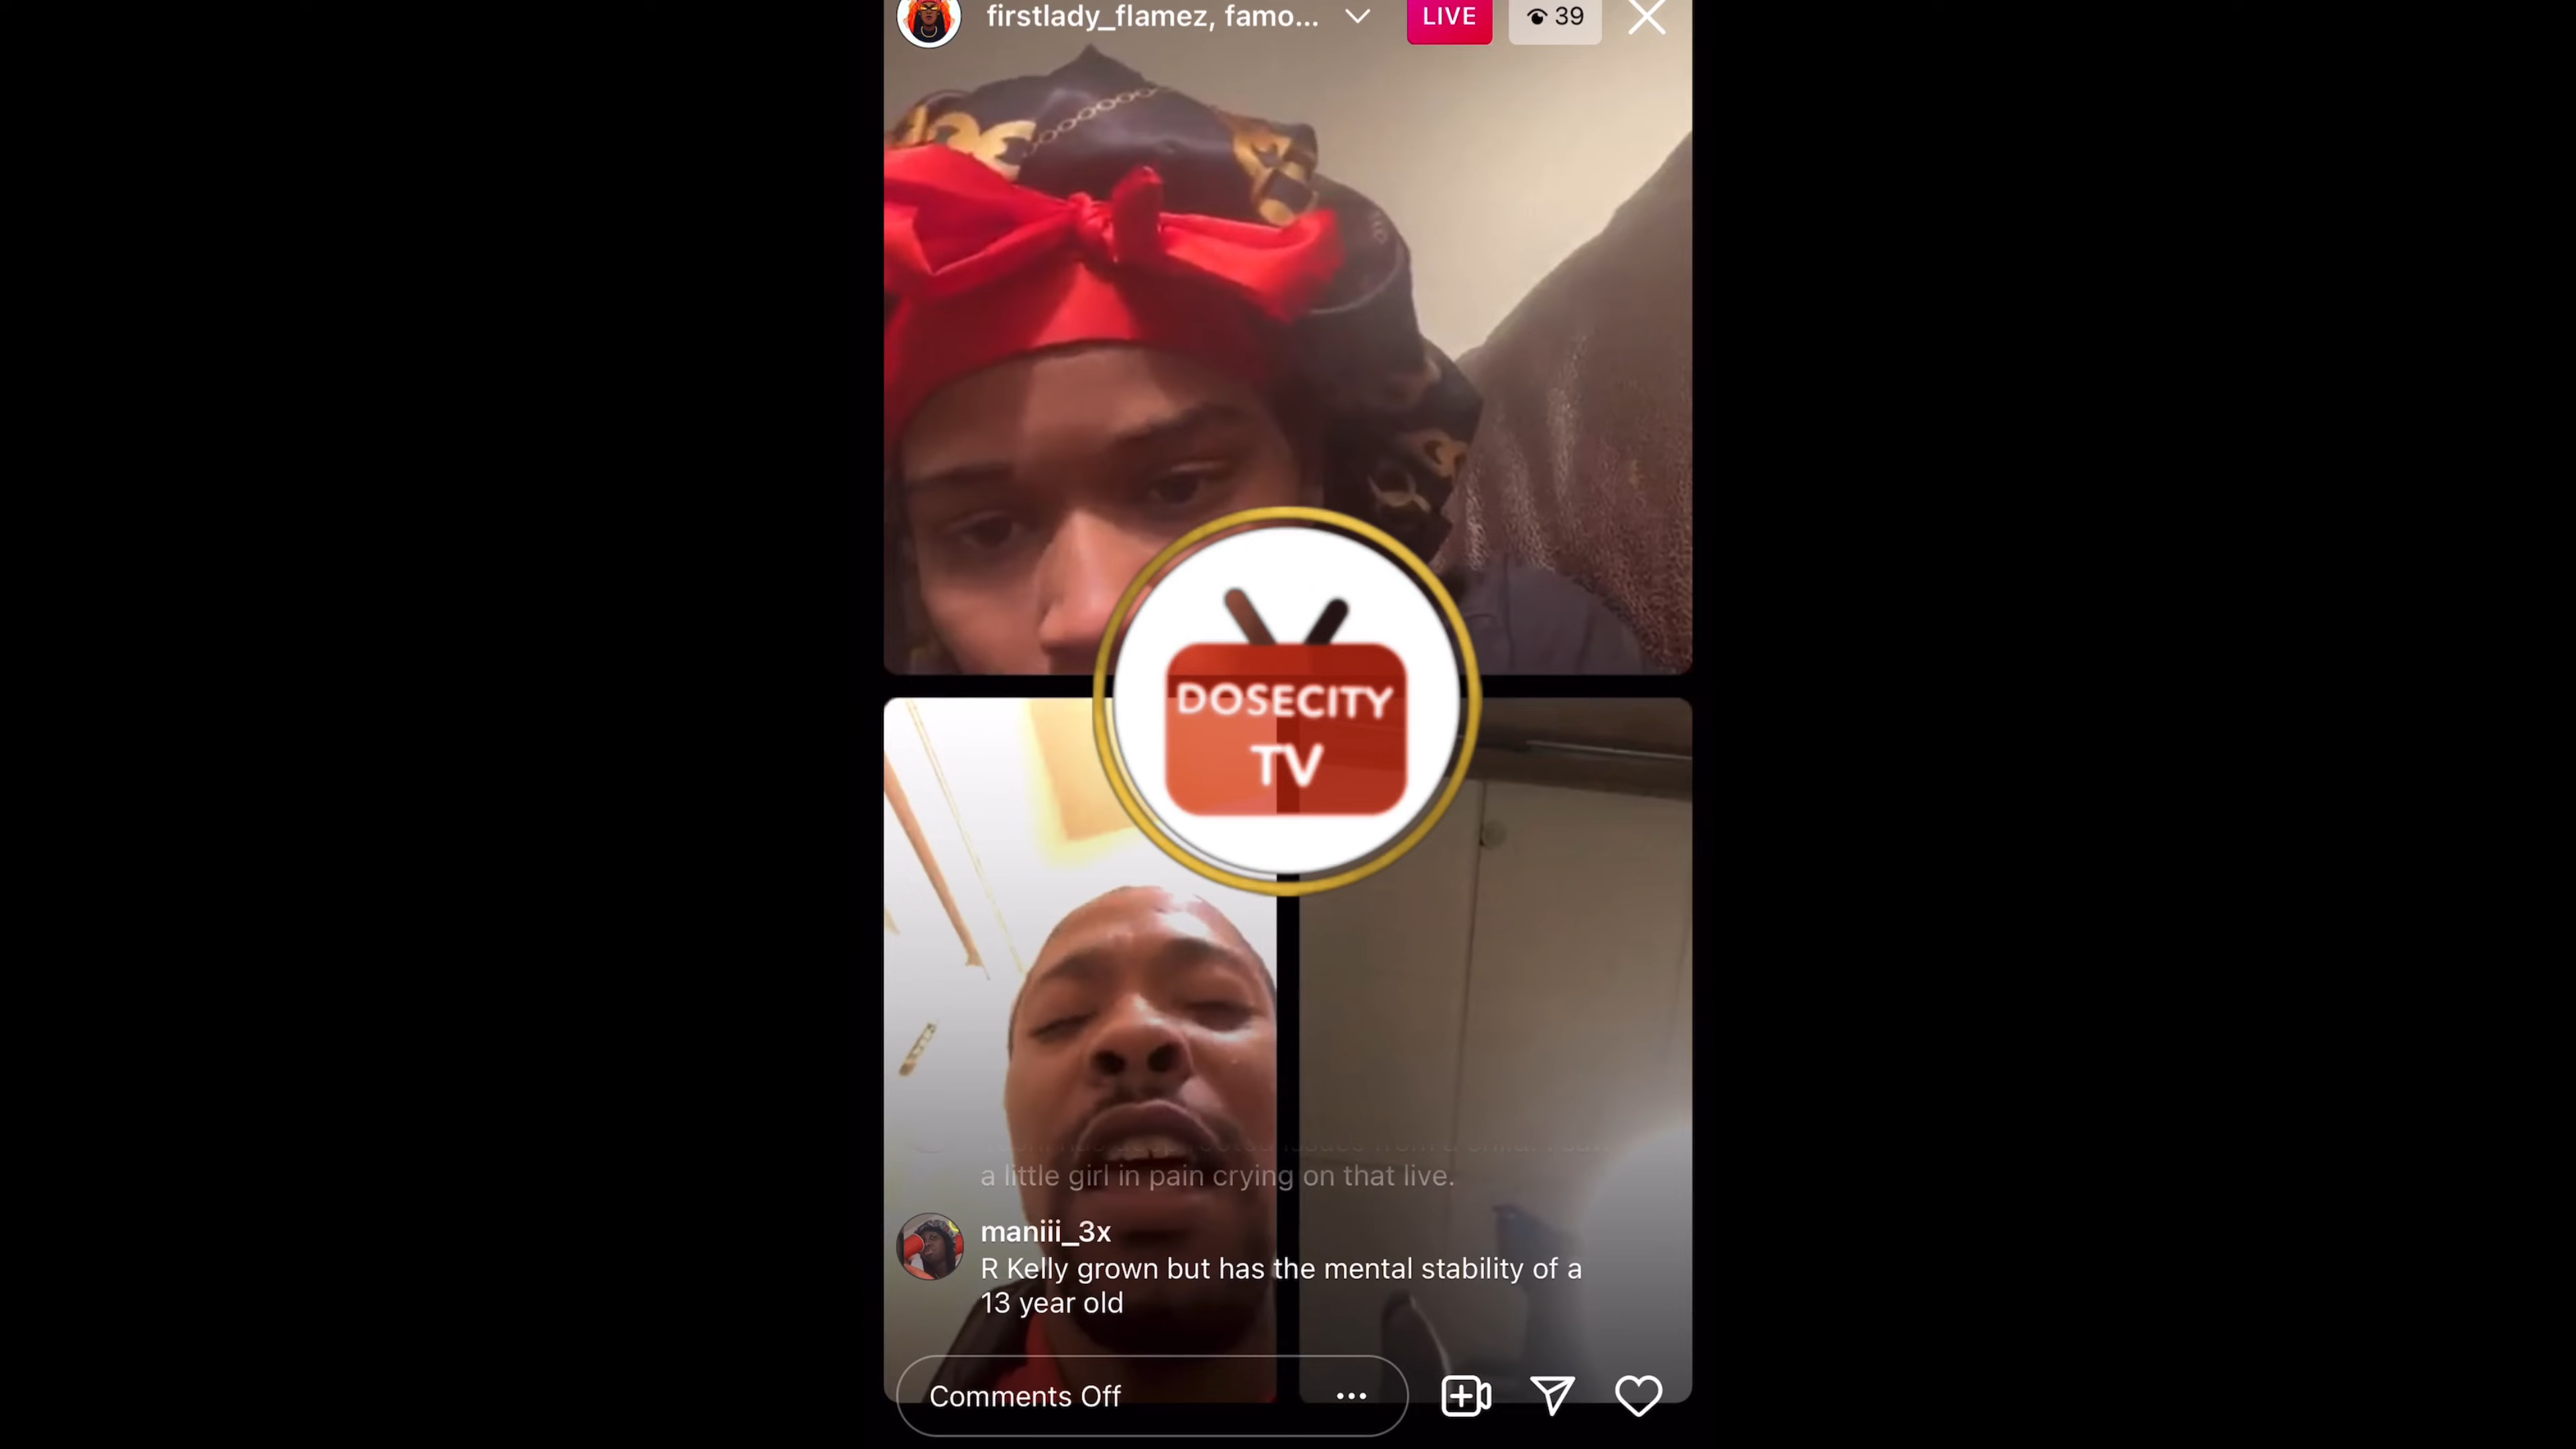 firstlady_flamez, famo...
LIVE
39
DOSECITY
TV
a little girl in pain crying on that live.
maniii_3x
R Kelly grown but has the mental stability of a
13 year old
Comments Off